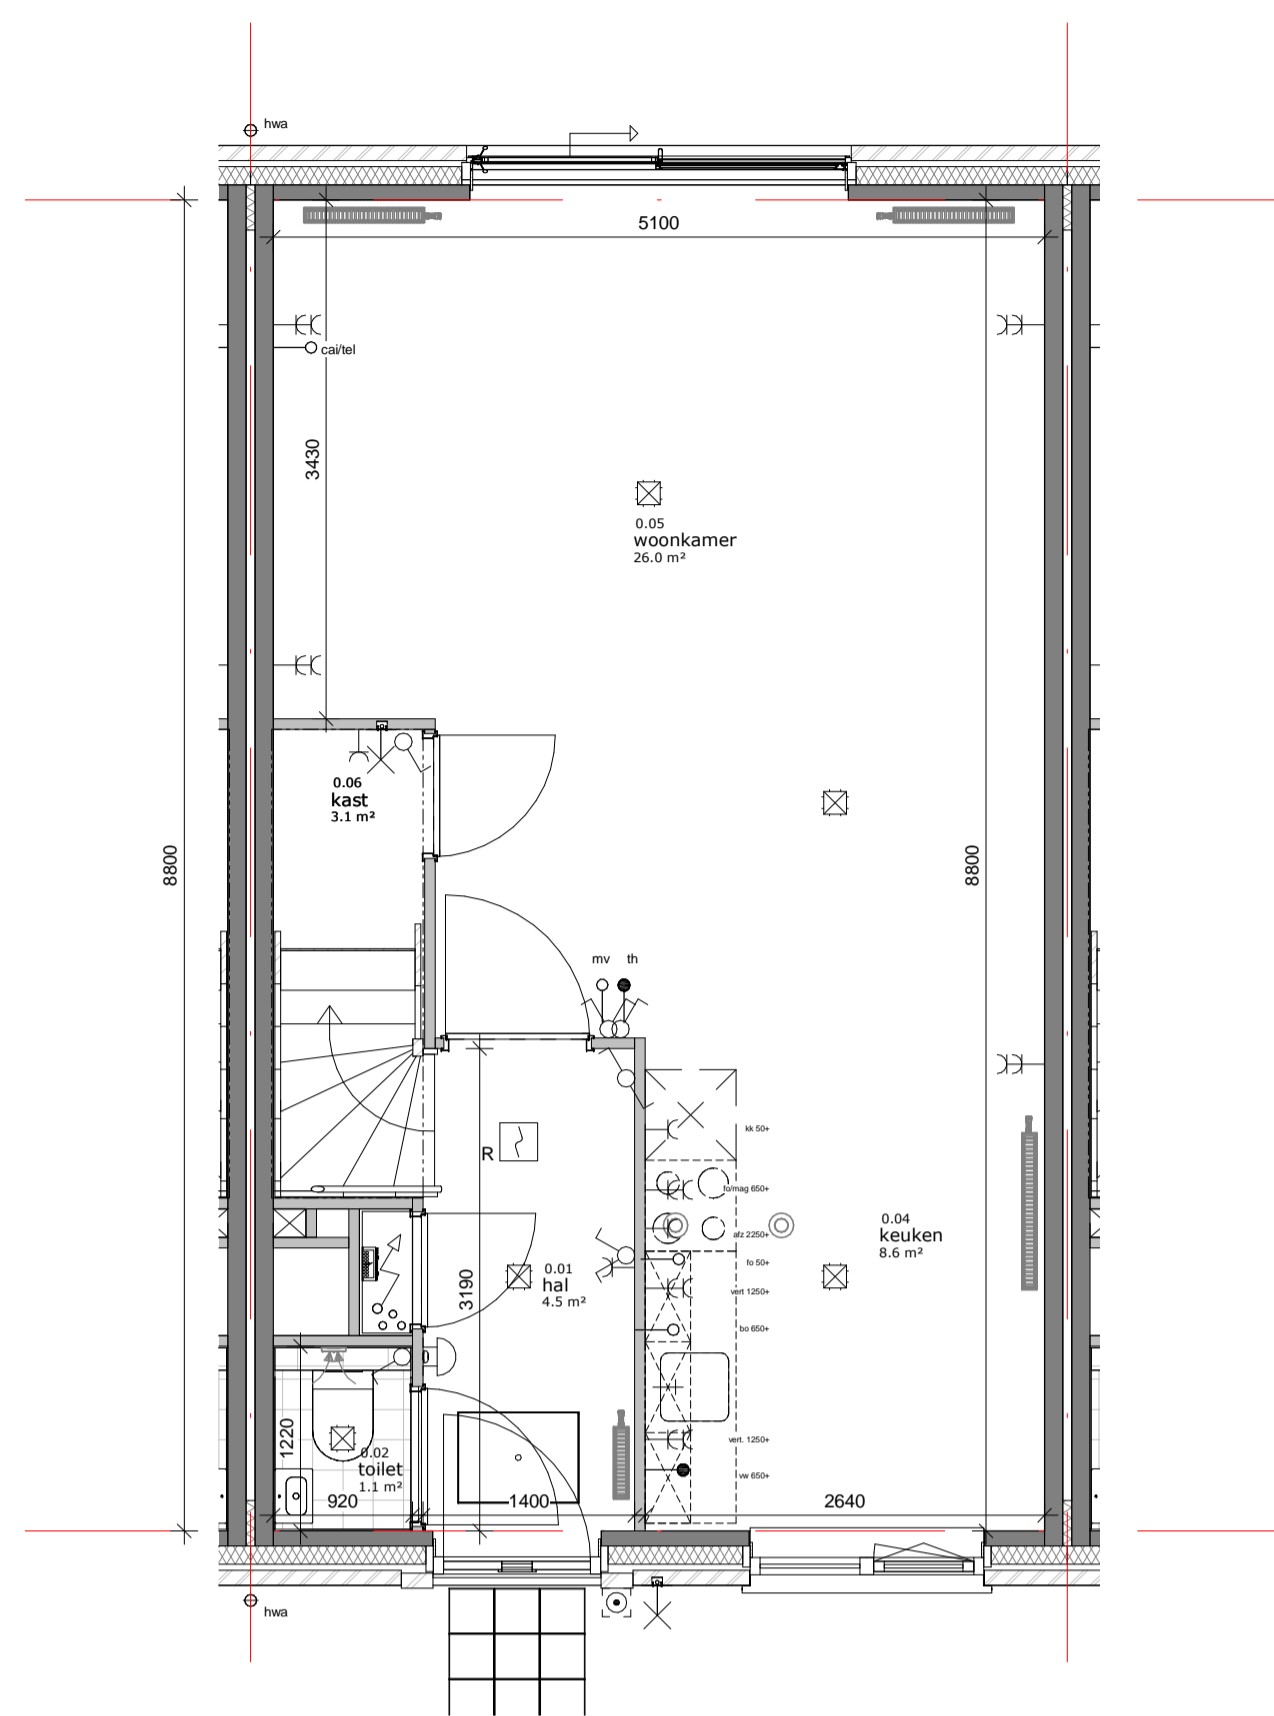 hwa
5100
cai/tel
3430
0.05
woonkamer
26.0 m²
0.06
kast
3.1 m²
8800
8800
mv th
kk 50+
R
fo/mag 650+
0.04
keuken
8.6 m²
afz 2250+
fo 50+
0.01
hal
4.5 m²
3190
vert 1250+
bo 650+
1220
0.02
toilet
1.1 m²
vert. 1250+
vw 650+
920
1400
2640
hwa